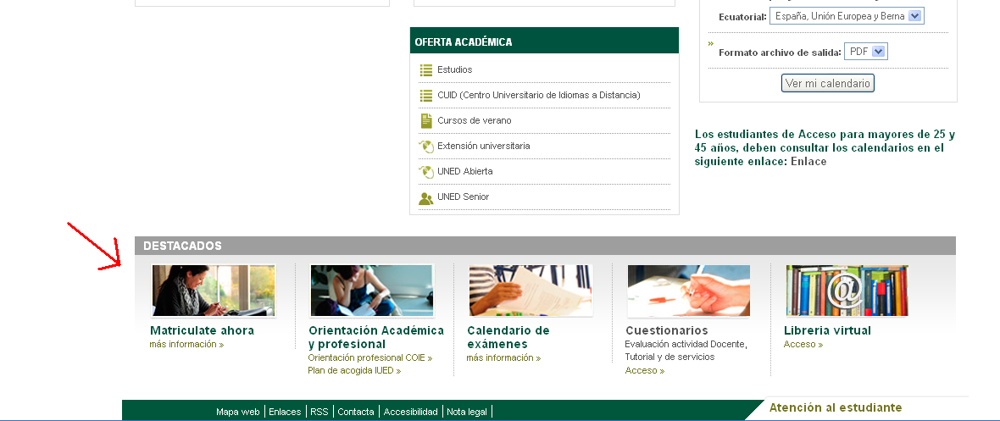 Ecuatorial: España, Unión Europea y Berna
» Formato archivo de salida: PDF
Ver mi calendario
OFERTA ACADÉMICA
Estudios
CUID (Centro Universitario de Idiomas a Distancia)
Cursos de verano
Extensión universitaria
UNED Abierta
UNED Senior
Los estudiantes de Acceso para mayores de 25 y
45 años, deben consultar los calendarios en el
siguiente enlace: Enlace
DESTACADOS
Matriculate ahora
más información »
Orientación Académica
y profesional
Orientación profesional COIE »
Plan de acogida IUED »
Calendario de
exámenes
más información »
Cuestionarios
Evaluación actividad Docente,
Tutorial y de servicios
Acceso »
@
Libreria virtual
Acceso »
Mapa web | Enlaces | RSS | Contacta | Accesibilidad | Nota legal |
Atención al estudiante